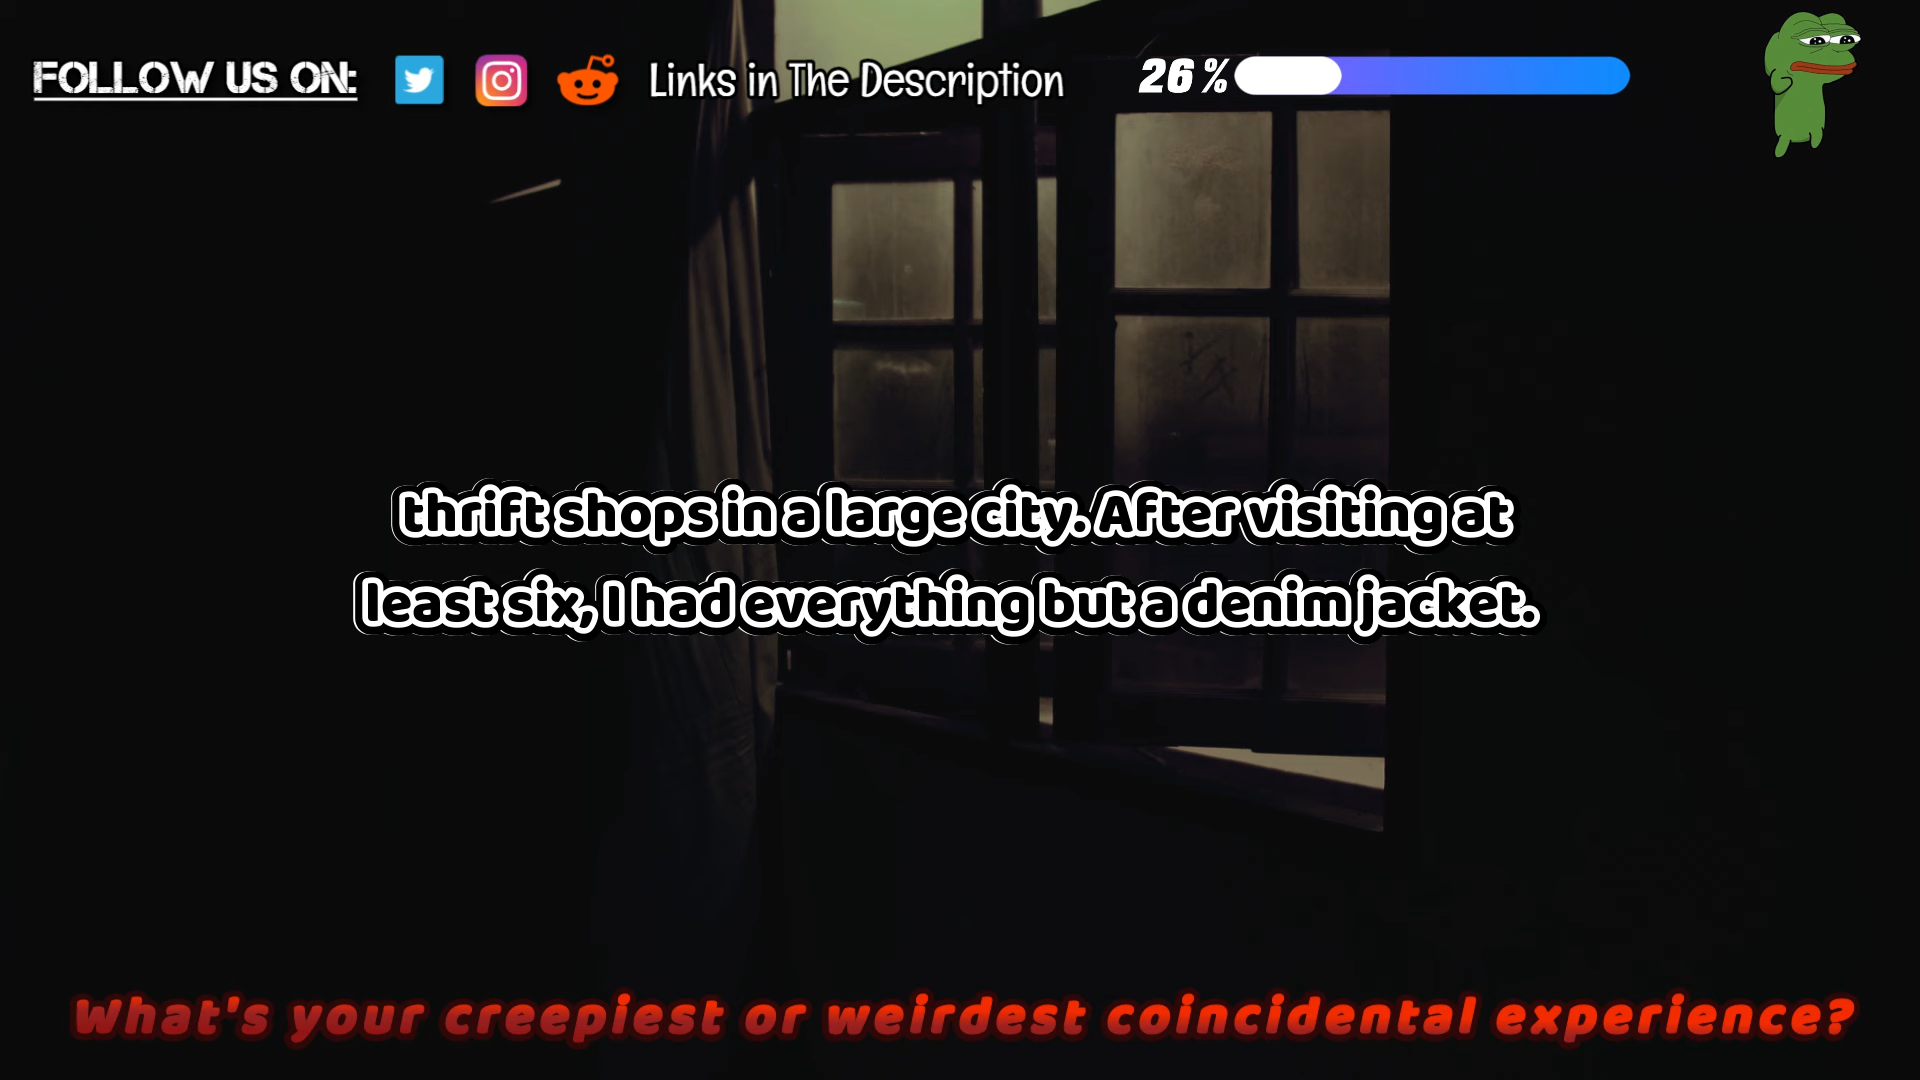 FOLLOW US ON:
Links in The Description
26%
thrift shops in a large city. After visiting at
least six, I had everything but a denim jacket.
What's your creepiest or weirdest coincidental experience?